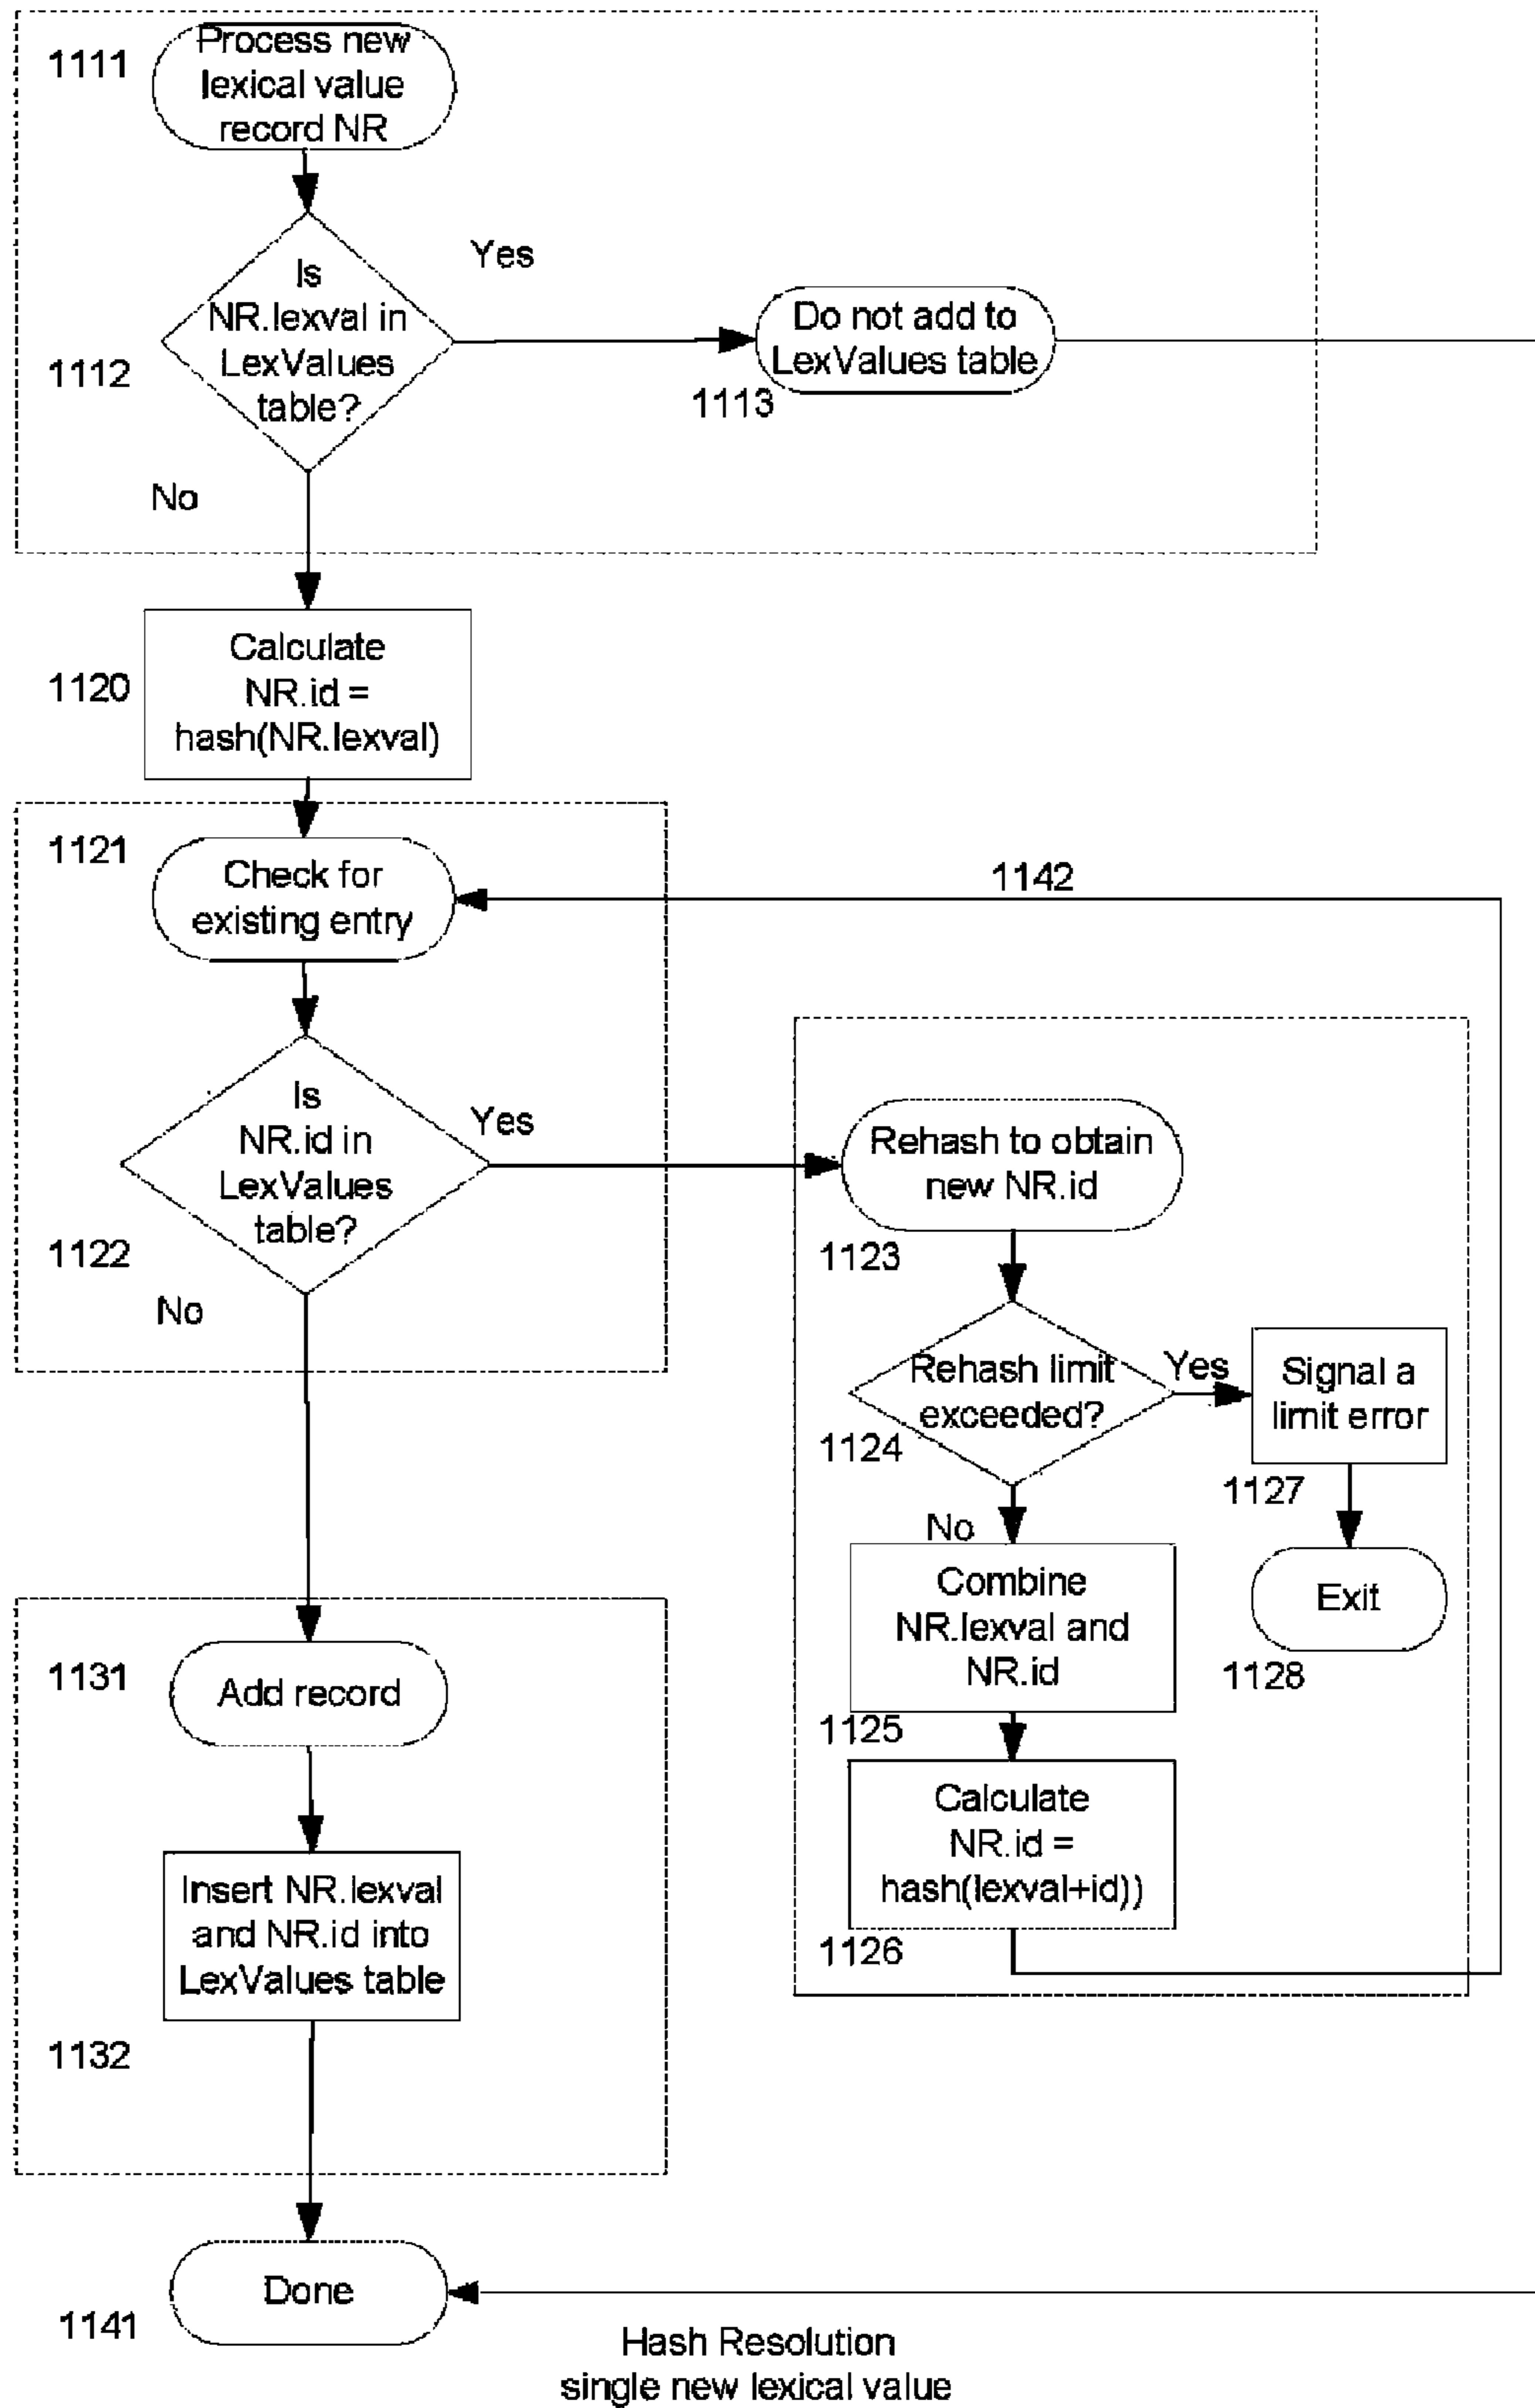 1111
Process new
lexical value
record NR
Is
NR.lexval in
LexValues
table?
1112
Yes
Do not add to
LexValues table
1113
No
1120
Calculate
NR.id =
hash(NR.lexval)
1121
Check for
existing entry
1142
Is
NR.id in
LexValues
table?
1122
Yes
Rehash to obtain
new NR.id
1123
No
Rehash limit
exceeded?
1124
Yes
Signal a
limit error
1127
No
Combine
NR.lexval and
NR.id
1125
Exit
1128
Calculate
NR.id =
hash(lexval+id))
1126
1131
Add record
Insert NR.lexval
and NR.id into
LexValues table
1132
Done
1141
Hash Resolution
single new lexical value